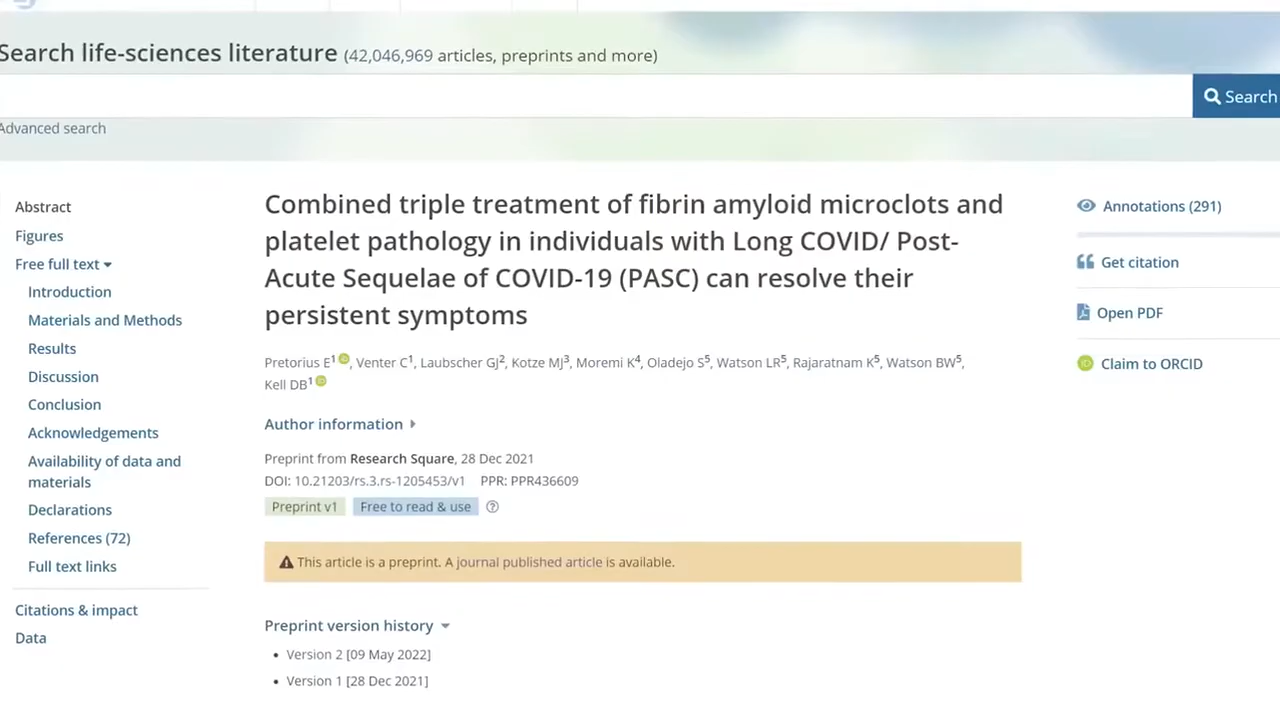 Search life-sciences literature (42,046,969 articles, preprints and more)
Search
Advanced search
Abstract
Figures
Free full text
Introduction
Materials and Methods
Results
Discussion
Conclusion
Acknowledgements
Availability of data and
materials
Declarations
References (72)
Full text links
Citations & impact
Data
Combined triple treatment of fibrin amyloid microclots and
platelet pathology in individuals with Long COVID/ Post-
Acute Sequelae of COVID-19 (PASC) can resolve their
persistent symptoms
Pretorius E1 iD, Venter C1, Laubscher GJ2, Kotze MJ3, Moremi K4, Oladejo S5, Watson LR5, Rajaratnam K5, Watson BW5,
Kell DB1 iD
Author information
Preprint from Research Square, 28 Dec 2021
DOI: 10.21203/rs.3.rs-1205453/v1 PPR: PPR436609
Preprint v1 Free to read & use ?
This article is a preprint. A journal published article is available.
Preprint version history
• Version 2 [09 May 2022]
• Version 1 [28 Dec 2021]
Annotations (291)
Get citation
Open PDF
iD Claim to ORCID